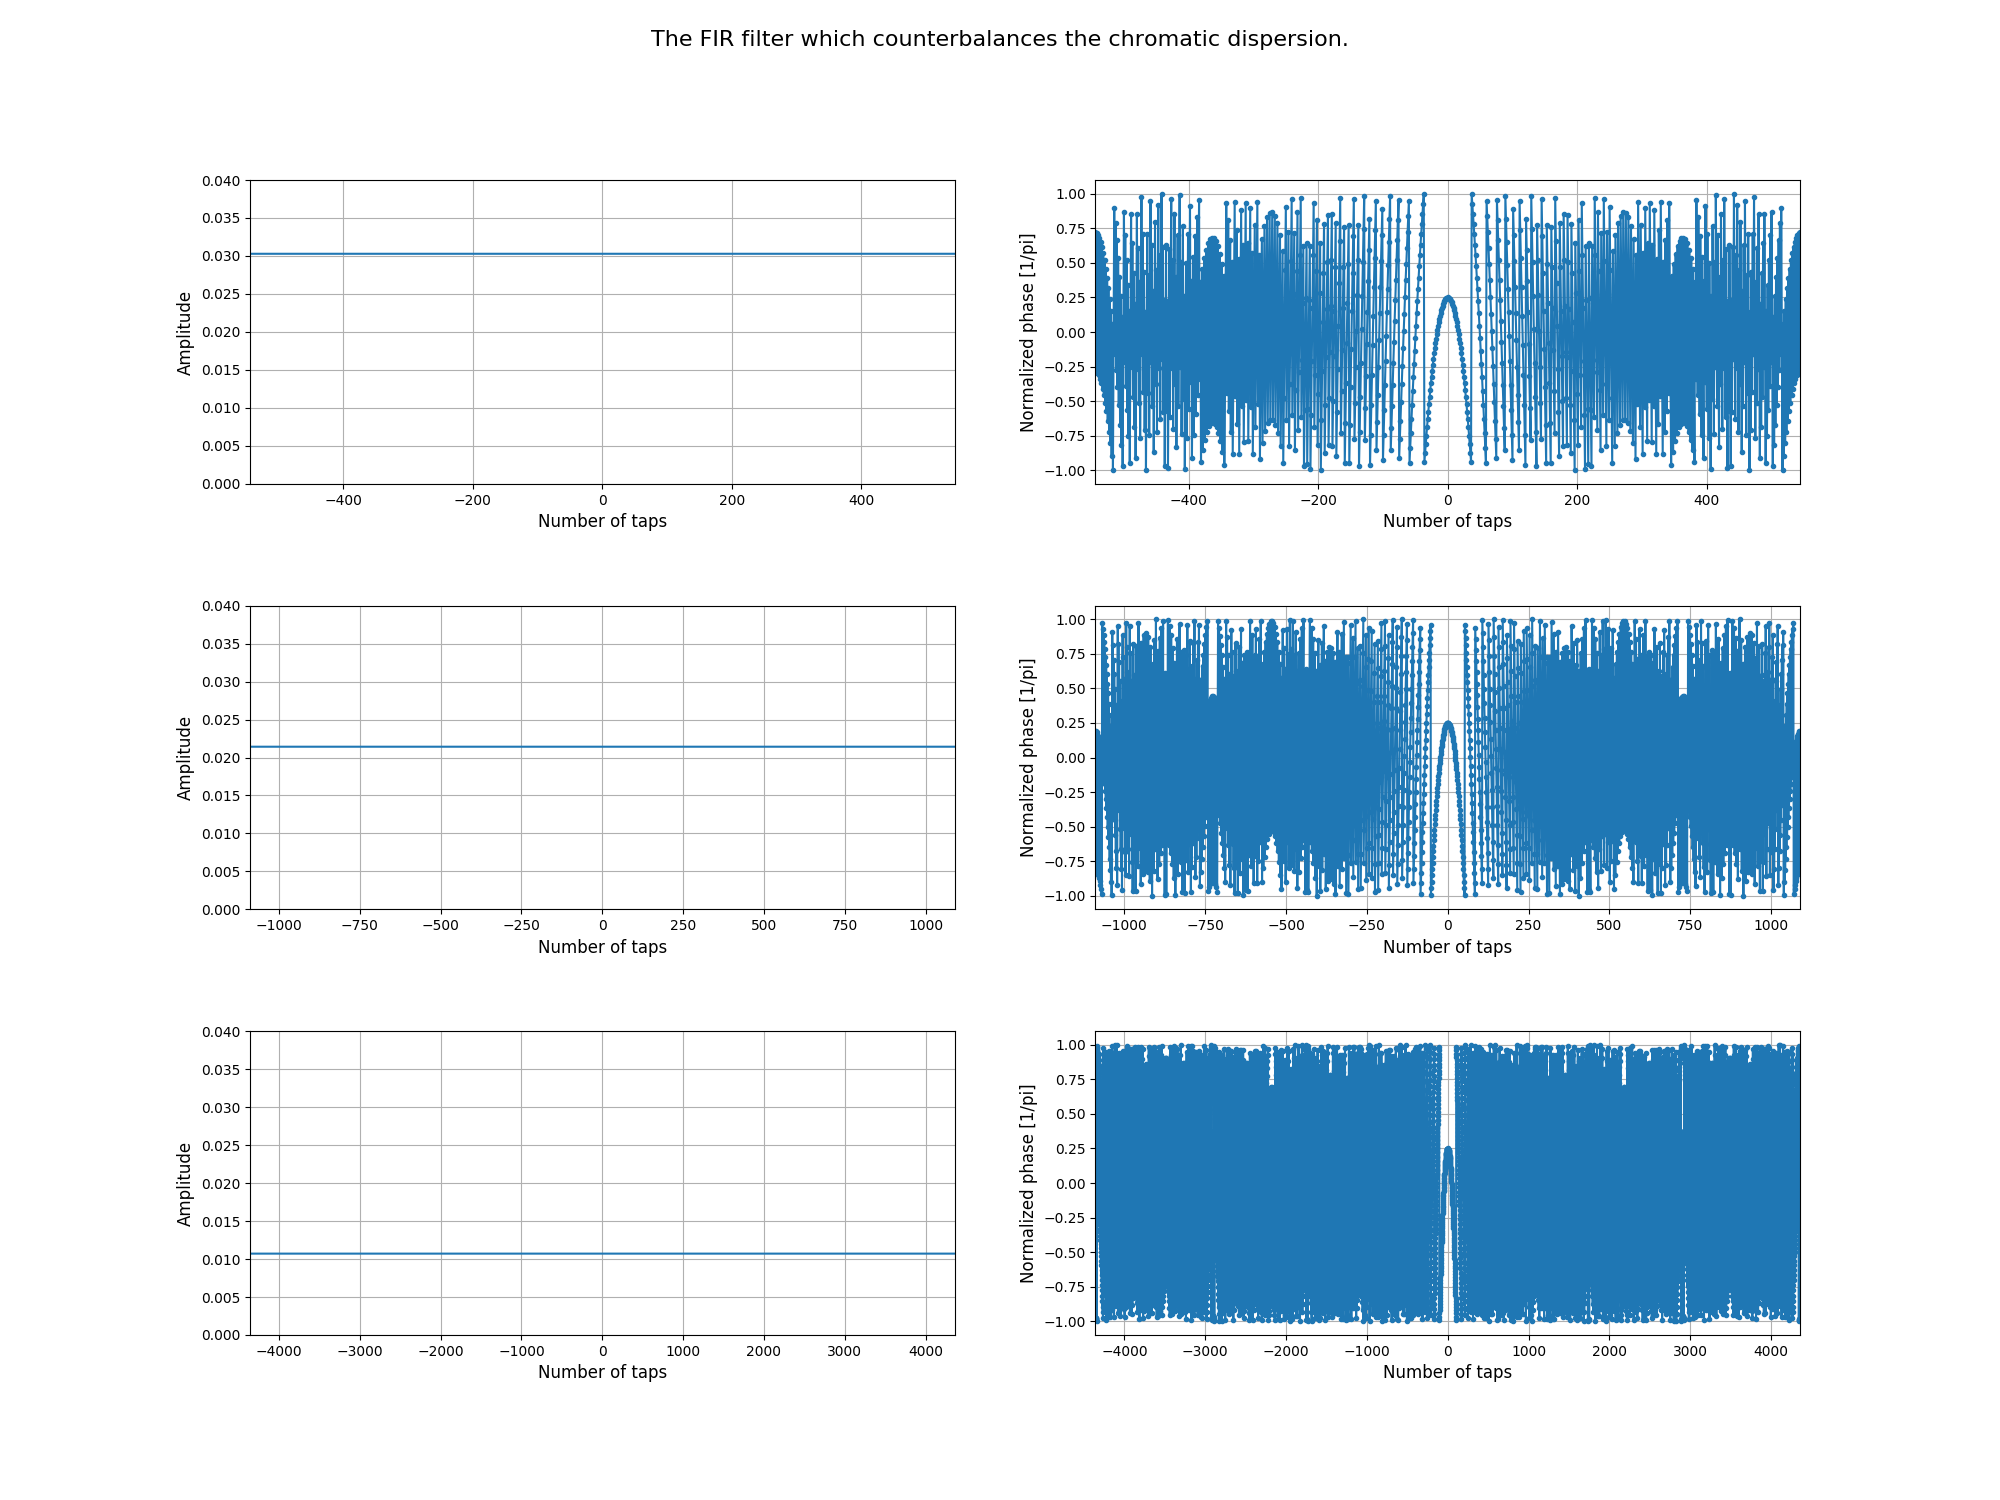 The FIR filter which counterbalances the chromatic dispersion.
0.040
0.035
0.030
0.025
0.020
0.015
0.010
0.005
0.000
Amplitude
−400 −200 0 200 400
Number of taps
1.00
0.75
0.50
0.25
0.00
−0.25
−0.50
−0.75
−1.00
Normalized phase [1/pi]
−400 −200 0 200 400
Number of taps
0.040
0.035
0.030
0.025
0.020
0.015
0.010
0.005
0.000
Amplitude
−1000 −750 −500 −250 0 250 500 750 1000
Number of taps
1.00
0.75
0.50
0.25
0.00
−0.25
−0.50
−0.75
−1.00
Normalized phase [1/pi]
−1000 −750 −500 −250 0 250 500 750 1000
Number of taps
0.040
0.035
0.030
0.025
0.020
0.015
0.010
0.005
0.000
Amplitude
−4000 −3000 −2000 −1000 0 1000 2000 3000 4000
Number of taps
1.00
0.75
0.50
0.25
0.00
−0.25
−0.50
−0.75
−1.00
Normalized phase [1/pi]
−4000 −3000 −2000 −1000 0 1000 2000 3000 4000
Number of taps